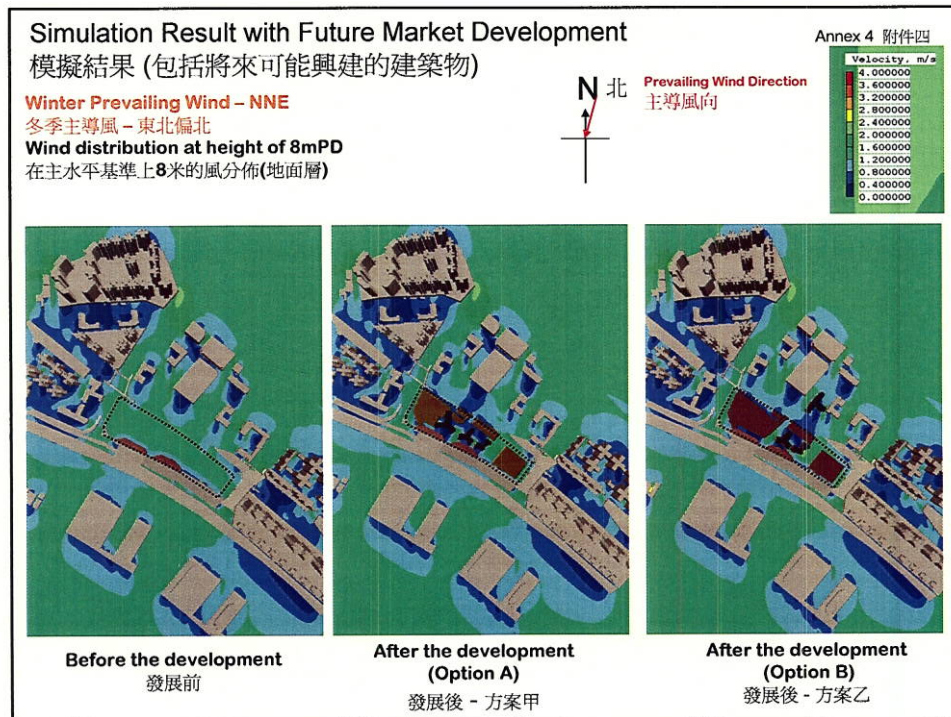 Simulation Result with Future Market Development
模擬結果 (包括將來可能興建的建築物)
Annex 4 附件四
Winter Prevailing Wind – NNE
冬季主導風 – 東北偏北
Wind distribution at height of 8mPD
在主水平基準上8米的風分佈(地面層)
N 北
Prevailing Wind Direction
主導風向
Velocity, m/s
4.000000
3.600000
3.200000
2.800000
2.400000
2.000000
1.600000
1.200000
0.800000
0.400000
0.000000
Before the development
發展前
After the development
(Option A)
發展後 - 方案甲
After the development
(Option B)
發展後 - 方案乙